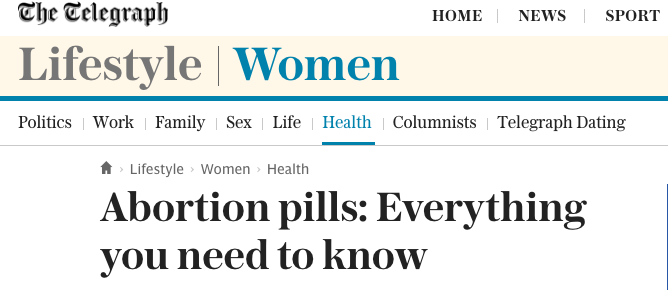 The Telegraph
HOME NEWS SPORT
Lifestyle Women
Politics Work Family Sex Life Health Columnists Telegraph Dating
Lifestyle › Women › Health
Abortion pills: Everything
you need to know